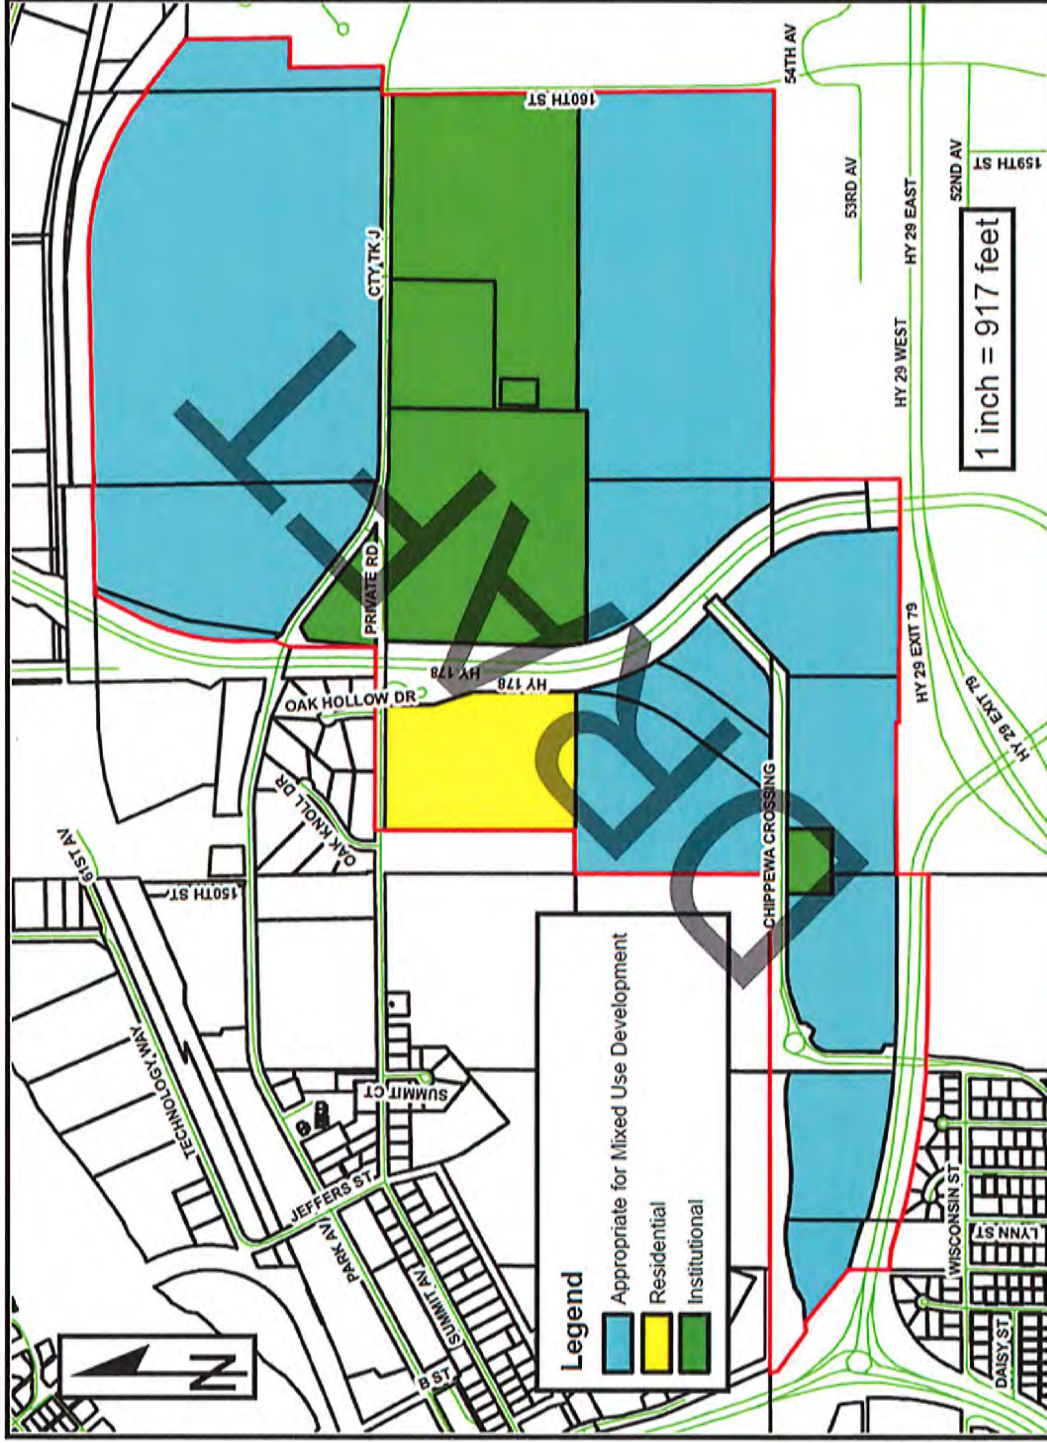 61ST AV
TECHNOLOGY WAY
150TH ST
OAK HOLLOW DR
OAK KNOLL DR
PRIVATE RD
CTY TK J
160TH ST
54TH AV
53RD AV
52ND AV
159TH ST
HY 29 EAST
HY 29 WEST
HY 178
HY 178
HY 29 EXIT 79
HY 29 EXIT 79
CHIPPEWA CROSSING
SUMMIT CT
JEFFERS ST
PARK AV
SUMMIT AV
B ST
WISCONSIN ST
LYNN ST
DAISY ST
DRAFT
N
Legend
Appropriate for Mixed Use Development
Residential
Institutional
1 inch = 917 feet